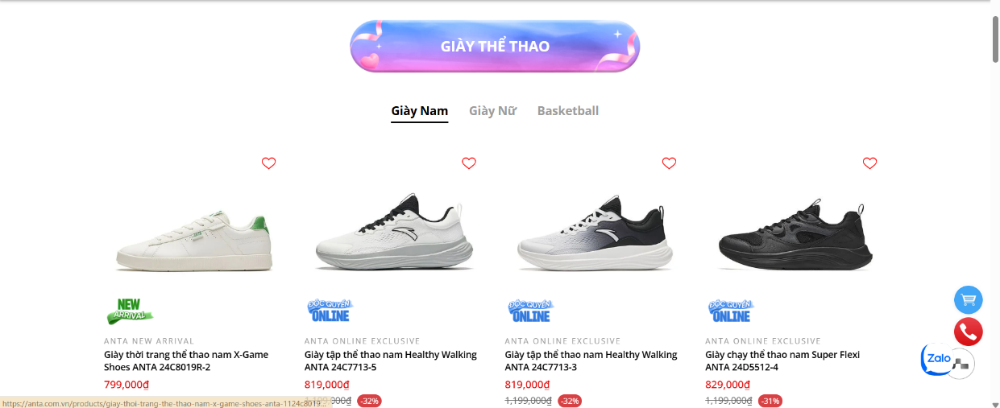 GIÀY THỂ THAO
Giày Nam Giày Nữ Basketball
NEW ARRIVAL
ĐỘC QUYỀN ONLINE
ĐỘC QUYỀN ONLINE
ĐỘC QUYỀN ONLINE
ANTA NEW ARRIVAL
Giày thời trang thể thao nam X-Game
Shoes ANTA 24C8019R-2
799,000₫
ANTA ONLINE EXCLUSIVE
Giày tập thể thao nam Healthy Walking
ANTA 24C7713-5
819,000₫
1,199,000₫ -32%
ANTA ONLINE EXCLUSIVE
Giày tập thể thao nam Healthy Walking
ANTA 24C7713-3
819,000₫
1,199,000₫ -32%
ANTA ONLINE EXCLUSIVE
Giày chạy thể thao nam Super Flexi
ANTA 24D5512-4
829,000₫
1,199,000₫ -31%
Zalo
https://anta.com.vn/products/giay-thoi-trang-the-thao-nam-x-game-shoes-anta-1124c8019...